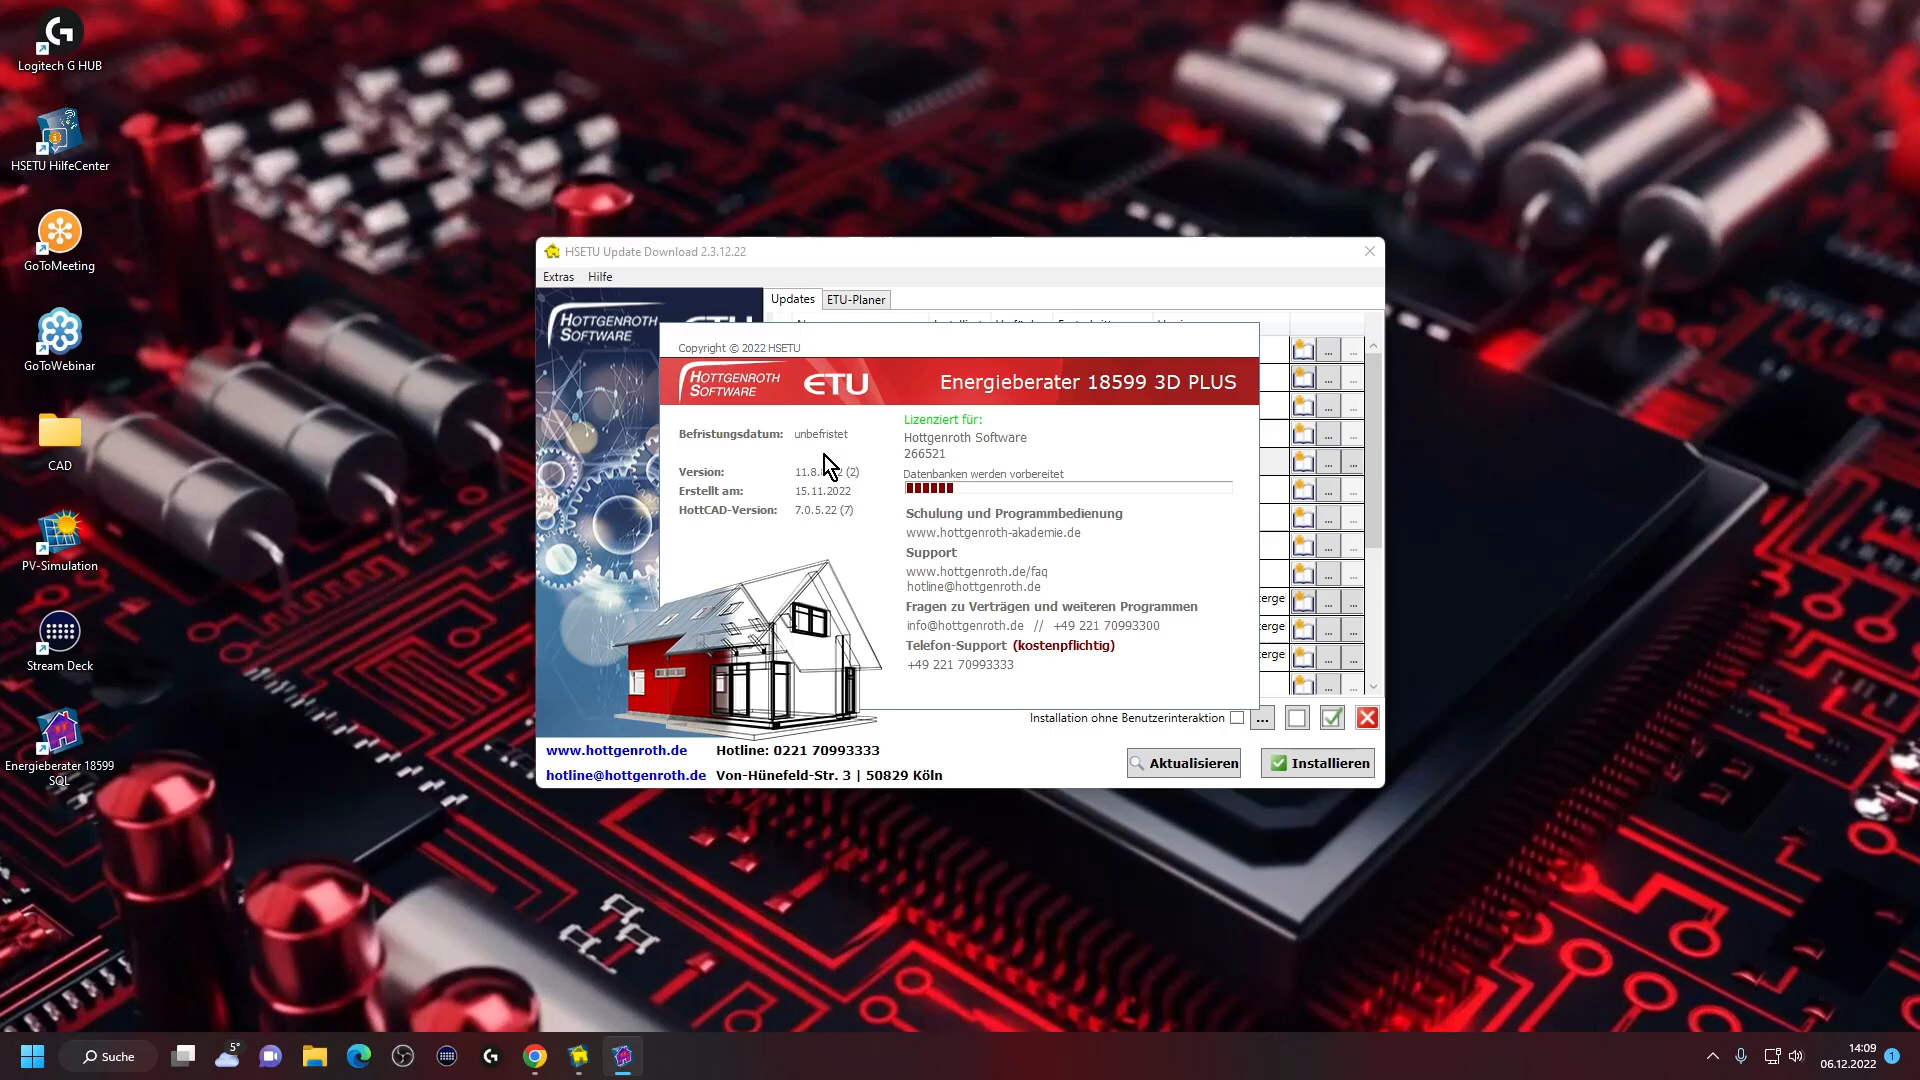 Logitech G HUB
HSETU HilfeCenter
GoToMeeting
GoToWebinar
CAD
PV-Simulation
Stream Deck
Energieberater 18599
SQL
HSETU Update Download 2.3.12.22
Extras Hilfe
HOTTGENROTH
SOFTWARE
Updates ETU-Planer
Copyright © 2022 HSETU
HOTTGENROTH
SOFTWARE
ETU
Energieberater 18599 3D PLUS
Befristungsdatum: unbefristet
Version: (2)
Erstellt am: 15.11.2022
HottCAD-Version: 7.0.5.22 (7)
Lizenziert für:
Hottgenroth Software
266521
Datenbanken werden vorbereitet
Schulung und Programmbedienung
www.hottgenroth-akademie.de
Support
www.hottgenroth.de/faq
hotline@hottgenroth.de
Fragen zu Verträgen und weiteren Programmen
info@hottgenroth.de // +49 221 70993300
Telefon-Support (kostenpflichtig)
+49 221 70993333
Installation ohne Benutzerinteraktion
...
www.hottgenroth.de Hotline: 0221 70993333
hotline@hottgenroth.de Von-Hünefeld-Str. 3 | 50829 Köln
Aktualisieren
Installieren
Suche
5°
14:09
06.12.2022
1